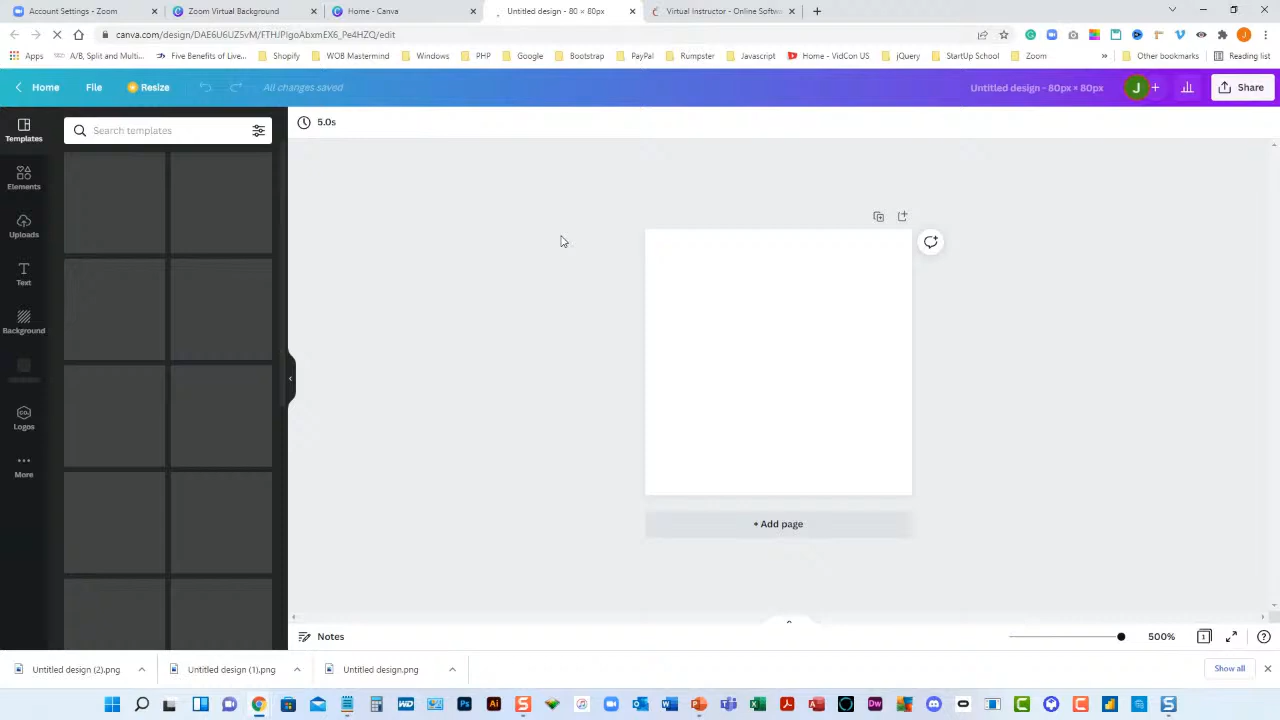 Account Settings - Zoom
Zoom Virtual Background
Home - Canva
Untitled design - 80 × 80px
Virtual Instructor - Online Softw
canva.com/design/DAE6U6UZ5vM/FTHJPIgoAbxmEX6_Pe4HZQ/edit
Apps
A/B, Split and Multi...
Five Benefits of Live...
Shopify
WOB Mastermind
Windows
PHP
Google
Bootstrap
PayPal
Rumpster
Javascript
Home - VidCon US
jQuery
StartUp School
Zoom
»
Other bookmarks
Reading list
Home
File
Resize
All changes saved
Untitled design - 80px × 80px
J
Share
Templates
Search templates
5.0s
Elements
Uploads
Text
Background
Logos
More
+ Add page
Notes
500%
1
Untitled design (2).png
Untitled design (1).png
Untitled design.png
Show all